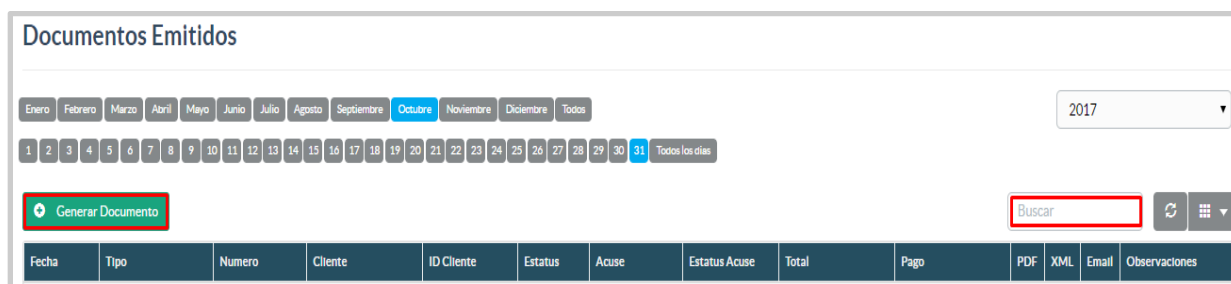 Documentos Emitidos
Enero Febrero Marzo Abril Mayo Junio Julio Agosto Septiembre Octubre Noviembre Diciembre Todos 2017
1 2 3 4 5 6 7 8 9 10 11 12 13 14 15 16 17 18 19 20 21 22 23 24 25 26 27 28 29 30 31 Todos los dias
Generar Documento Buscar
Fecha Tipo Numero Cliente ID Cliente Estatus Acuse Estatus Acuse Total Pago PDF XML Email Observaciones